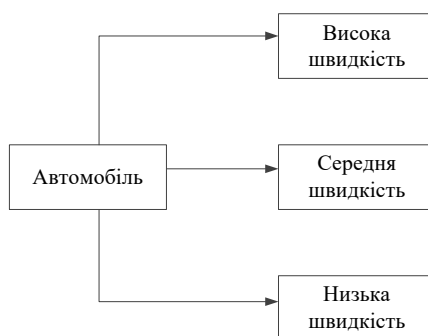 Висока
швидкість
Автомобіль
Середня
швидкість
Низька
швидкість